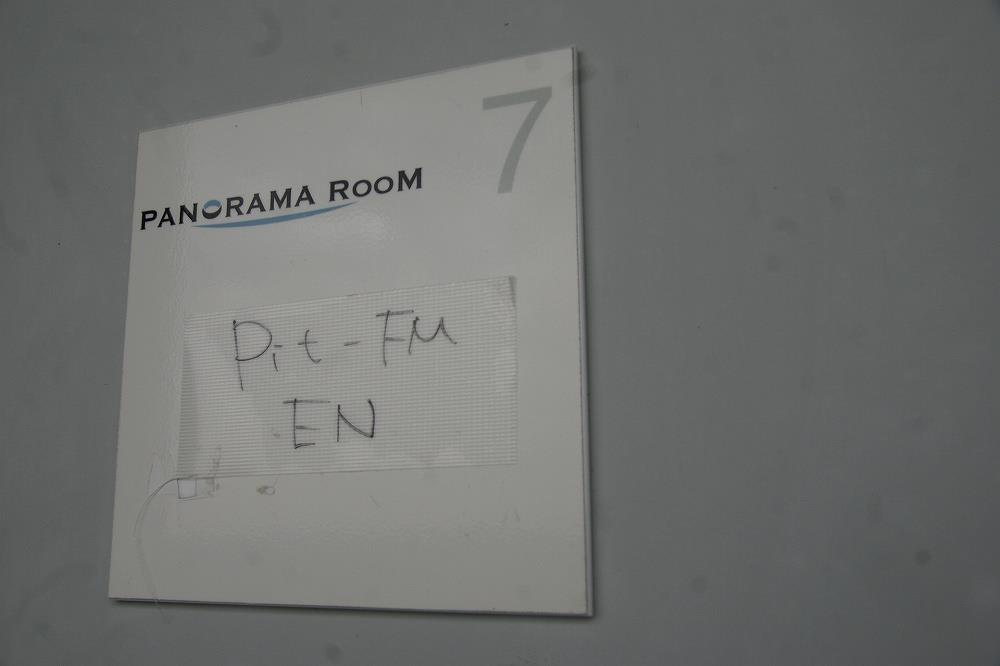 7
PANORAMA ROOM
Pit-FM
EN